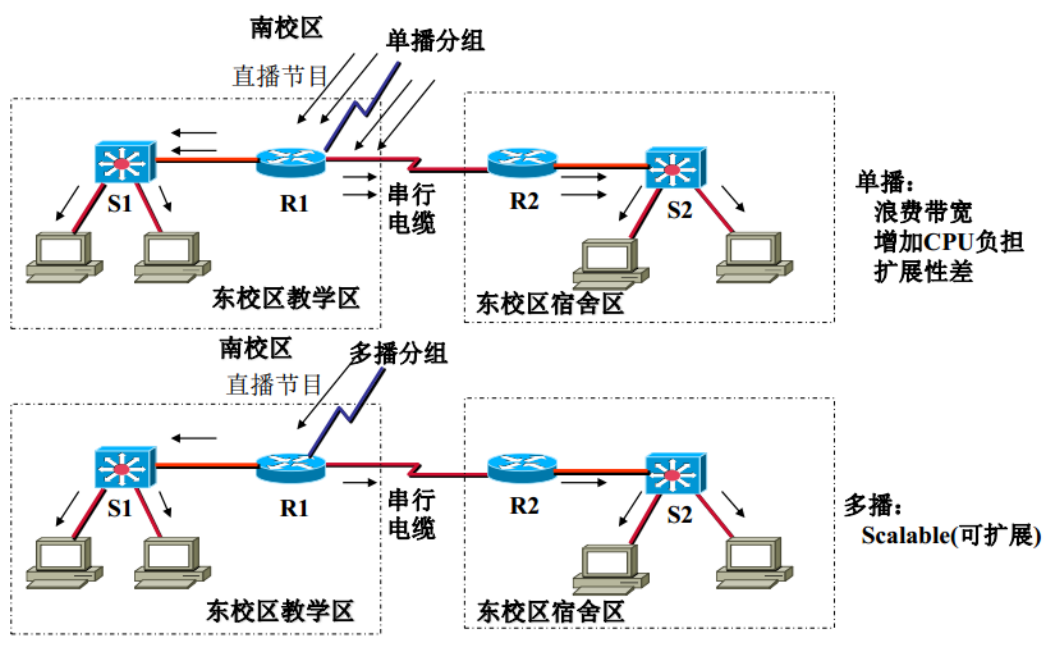 南校区
单播分组
直播节目
S1
R1
串行
电缆
R2
S2
单播：
浪费带宽
增加CPU负担
扩展性差
东校区教学区
东校区宿舍区
南校区
多播分组
直播节目
S1
R1
串行
电缆
R2
S2
多播：
Scalable(可扩展)
东校区教学区
东校区宿舍区